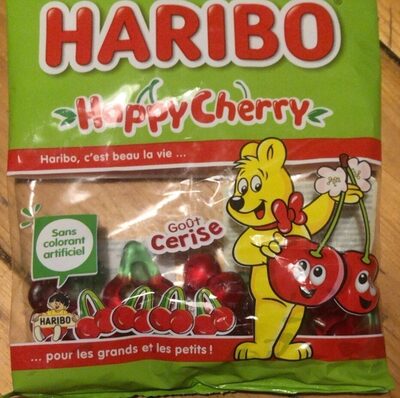 HARIBO
HappyCherry
Haribo, c'est beau la vie ...
Goût
Cerise
Sans
colorant
artificiel
HARIBO
... pour les grands et les petits !